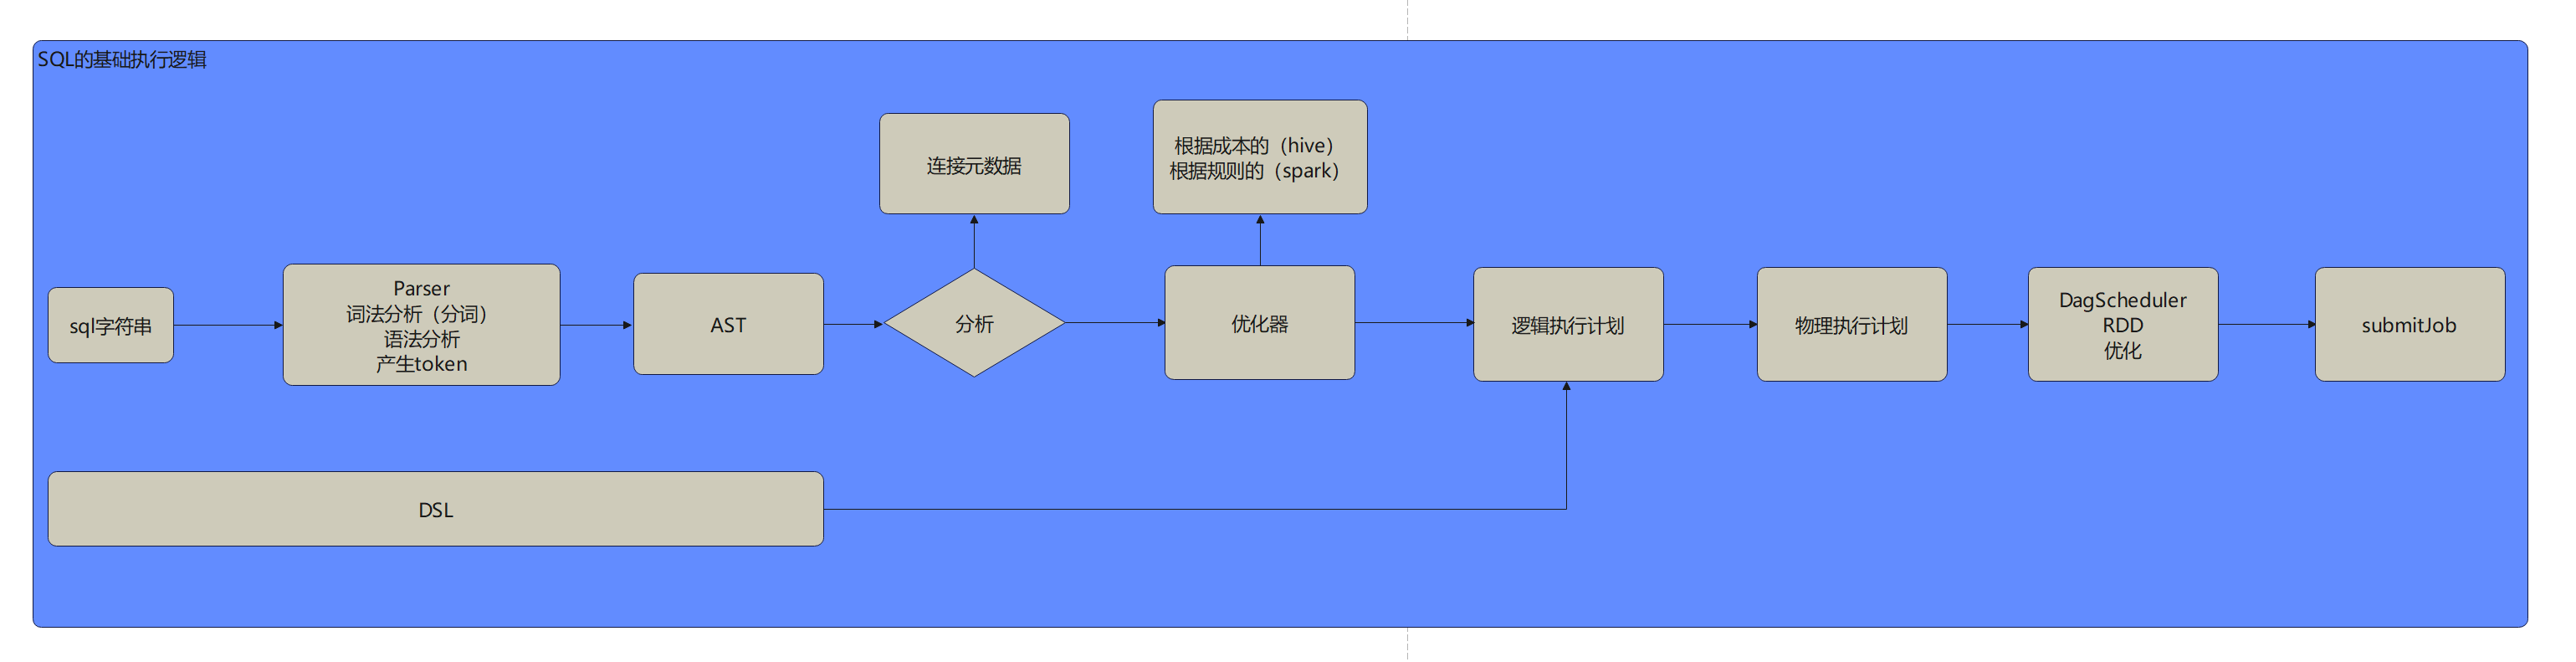 SQL的基础执行逻辑
连接元数据
根据成本的（hive）
根据规则的（spark）
sql字符串
Parser
词法分析（分词）
语法分析
产生token
AST
分析
优化器
逻辑执行计划
物理执行计划
DagScheduler
RDD
优化
submitJob
DSL